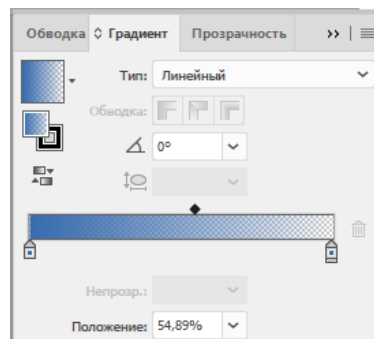 Обводка Градиент Прозрачность
Тип: Линейный
Обводка:
0°
Непрозр.:
Положение: 54,89%